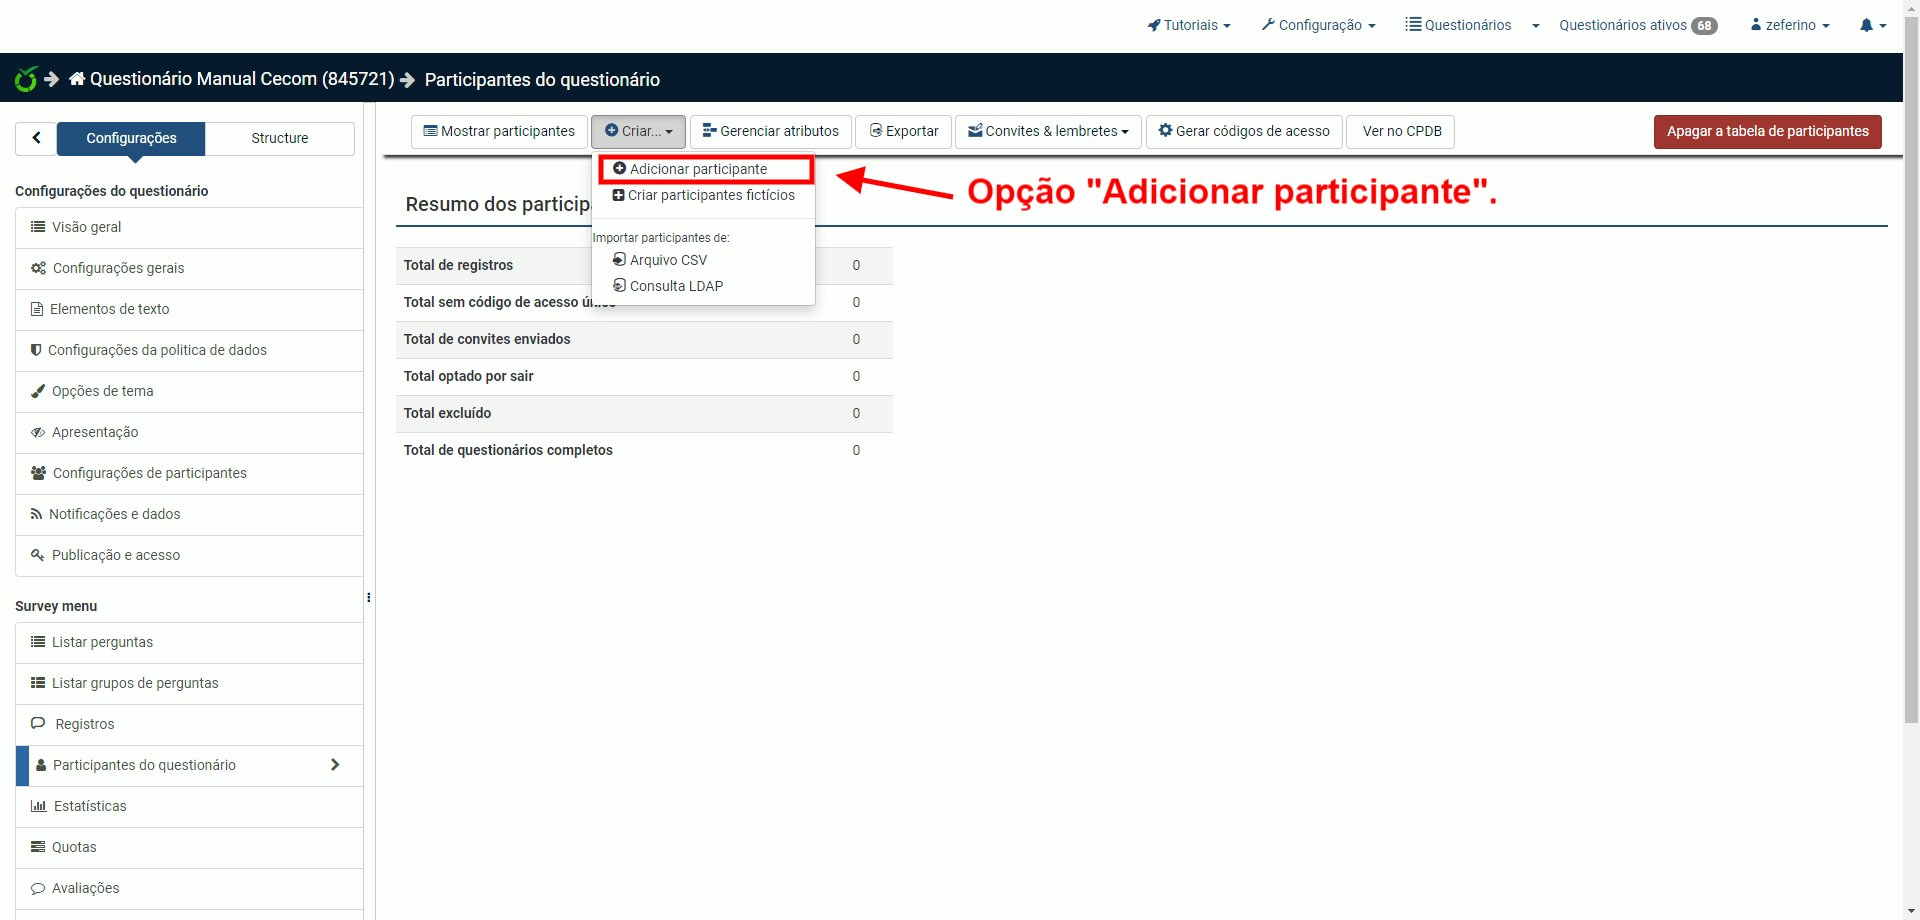 Tutoriais
Configuração
Questionários
Questionários ativos 68
zeferino
Questionário Manual Cecom (845721)
Participantes do questionário
Configurações
Structure
Mostrar participantes
Criar...
Gerenciar atributos
Exportar
Convites & lembretes
Gerar códigos de acesso
Ver no CPDB
Apagar a tabela de participantes
Adicionar participante
Criar participantes fictícios
Importar participantes de:
Arquivo CSV
Consulta LDAP
Opção "Adicionar participante".
Configurações do questionário
Visão geral
Configurações gerais
Elementos de texto
Configurações da politica de dados
Opções de tema
Apresentação
Configurações de participantes
Notificações e dados
Publicação e acesso
Survey menu
Listar perguntas
Listar grupos de perguntas
Registros
Participantes do questionário
Estatísticas
Quotas
Avaliações
Resumo dos particip
Total de registros 0
Total sem código de acesso único 0
Total de convites enviados 0
Total optado por sair 0
Total excluído 0
Total de questionários completos 0